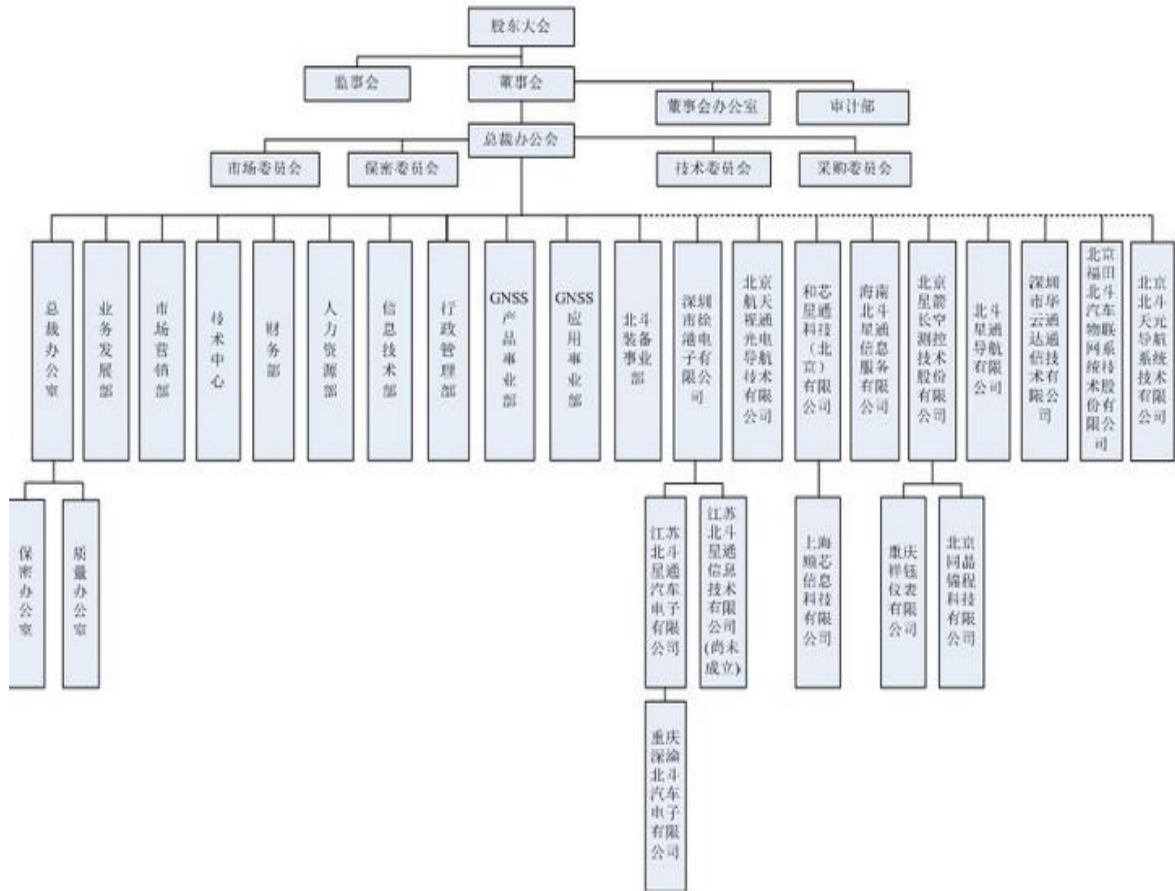 股东大会
监事会
董事会
董事会办公室
审计部
总裁办公会
市场委员会
保密委员会
技术委员会
采购委员会
总裁办公室
业务发展部
市场营销部
技术中心
财务部
人力资源部
信息技术部
行政管理部
GNSS产品事业部
GNSS应用事业部
北斗装备事业部
深圳市徐港电子有限公司
北京航天视通光电导航技术有限公司
和芯星通科技（北京）有限公司
海南北斗星通信息服务有限公司
北京星箭长空测控技术股份有限公司
北斗星通导航有限公司
深圳市华云通达通信技术有限公司
北京福田北斗汽车物联网系统技术股份有限公司
北京北斗天元导航系统技术有限公司
保密办公室
质量办公室
江苏北斗星通汽车电子有限公司
江苏北斗星通信息技术有限公司(尚未成立)
上海芯信息科技有限公司
重庆钰仪表有限公司
北京同晶锦程科技有限公司
重庆深渝北斗汽车电子有限公司